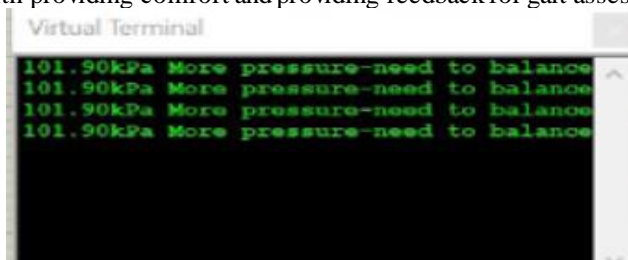 th providing comfort and providing feedback for gait asses
Virtual Terminal
101.90kPa More pressure-need to balance
101.90kPa More pressure-need to balance
101.90kPa More pressure-need to balance
101.90kPa More pressure-need to balance